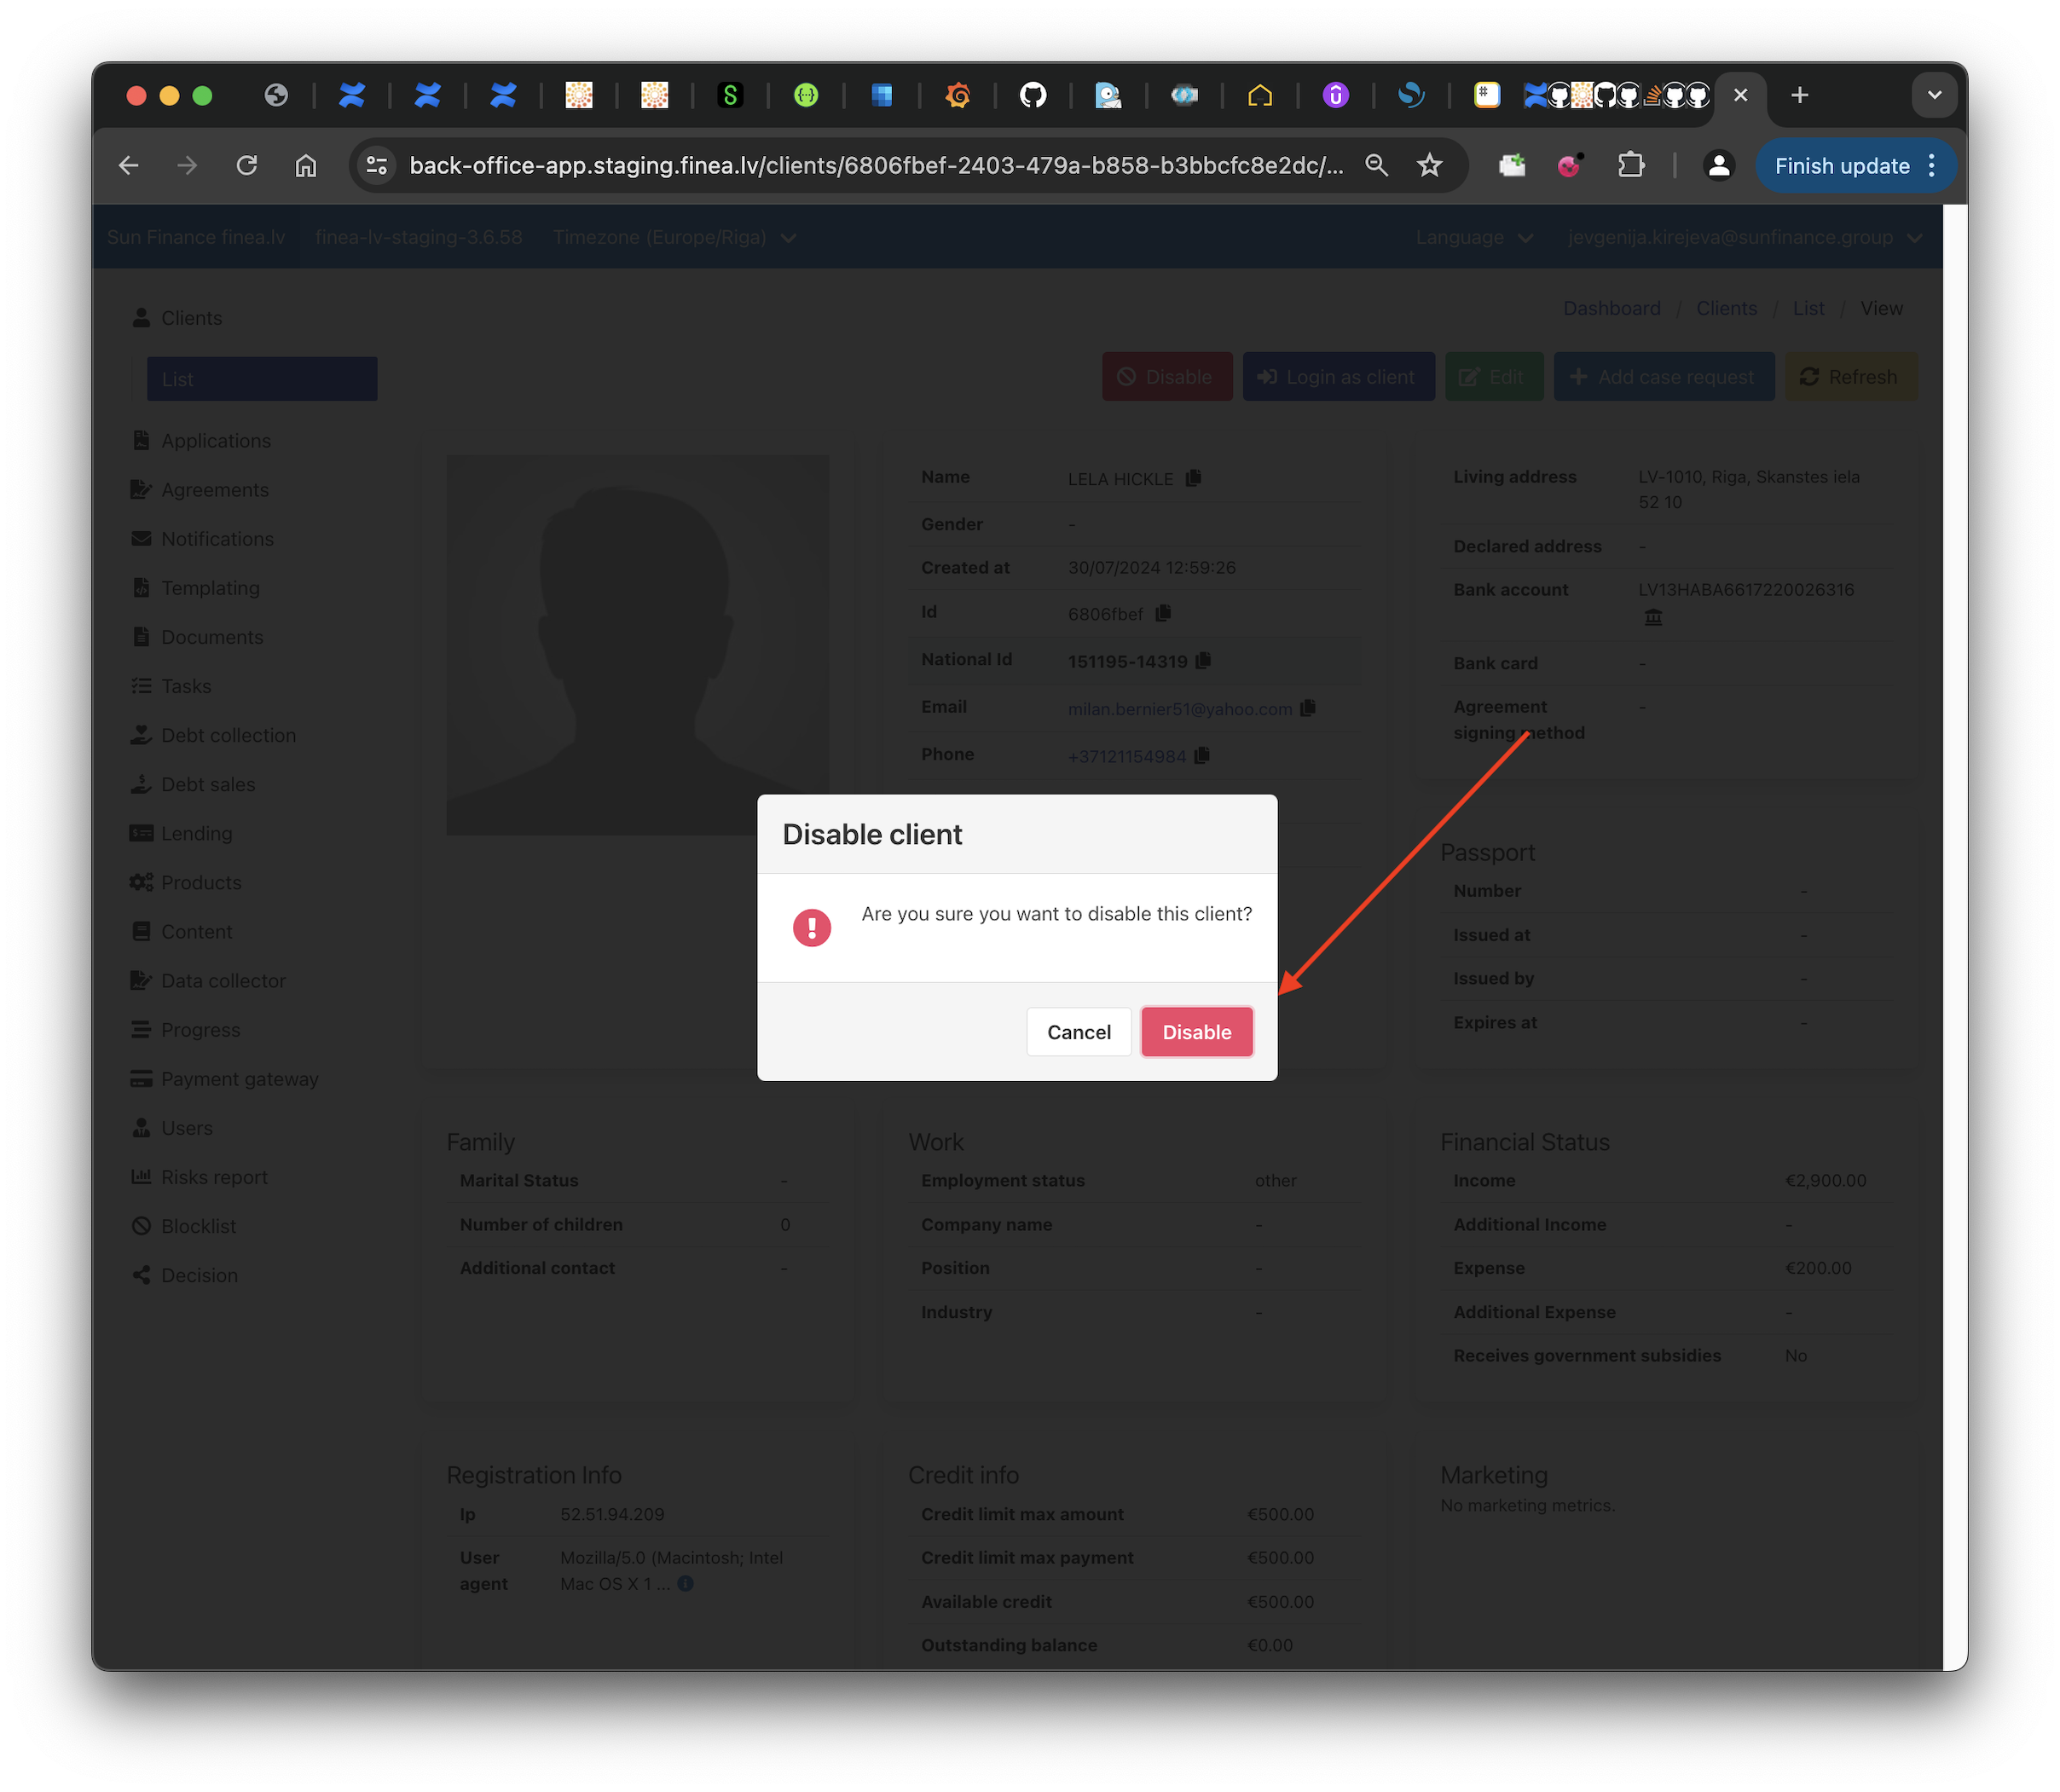 back-office-app.staging.finea.lv/clients/6806fbef-2403-479a-b858-b3bbcfc8e2dc/...
Finish update
Sun Finance finea.lv
finea-lv-staging-3.6.58
Timezone (Europe/Riga)
Language
jevgenija.kirejeva@sunfinance.group
Dashboard / Clients / List / View
Clients
List
Applications
Agreements
Notifications
Templating
Documents
Tasks
Debt collection
Debt sales
Lending
Products
Content
Data collector
Progress
Payment gateway
Users
Risks report
Blocklist
Decision
Disable
Login as client
Edit
Add case request
Refresh
Name LELA HICKLE
Gender -
Created at 30/07/2024 12:59:26
Id 6806fbef
National Id 151195-14319
Email milan.bernier51@yahoo.com
Phone +37121154984
Living address LV-1010, Riga, Skanstes iela
52 10
Declared address -
Bank account LV13HABA6617220026316
Bank card -
Agreement -
signing method
Disable client
Are you sure you want to disable this client?
Cancel
Disable
Passport
Number -
Issued at -
Issued by -
Expires at -
Family
Marital Status -
Number of children 0
Additional contact -
Work
Employment status other
Company name -
Position -
Industry -
Financial Status
Income €2,900.00
Additional Income -
Expense €200.00
Additional Expense -
Receives government subsidies No
Registration Info
Ip 52.51.94.209
User Mozilla/5.0 (Macintosh; Intel
agent Mac OS X 1 ...
Credit info
Credit limit max amount €500.00
Credit limit max payment €500.00
Available credit €500.00
Outstanding balance €0.00
Marketing
No marketing metrics.